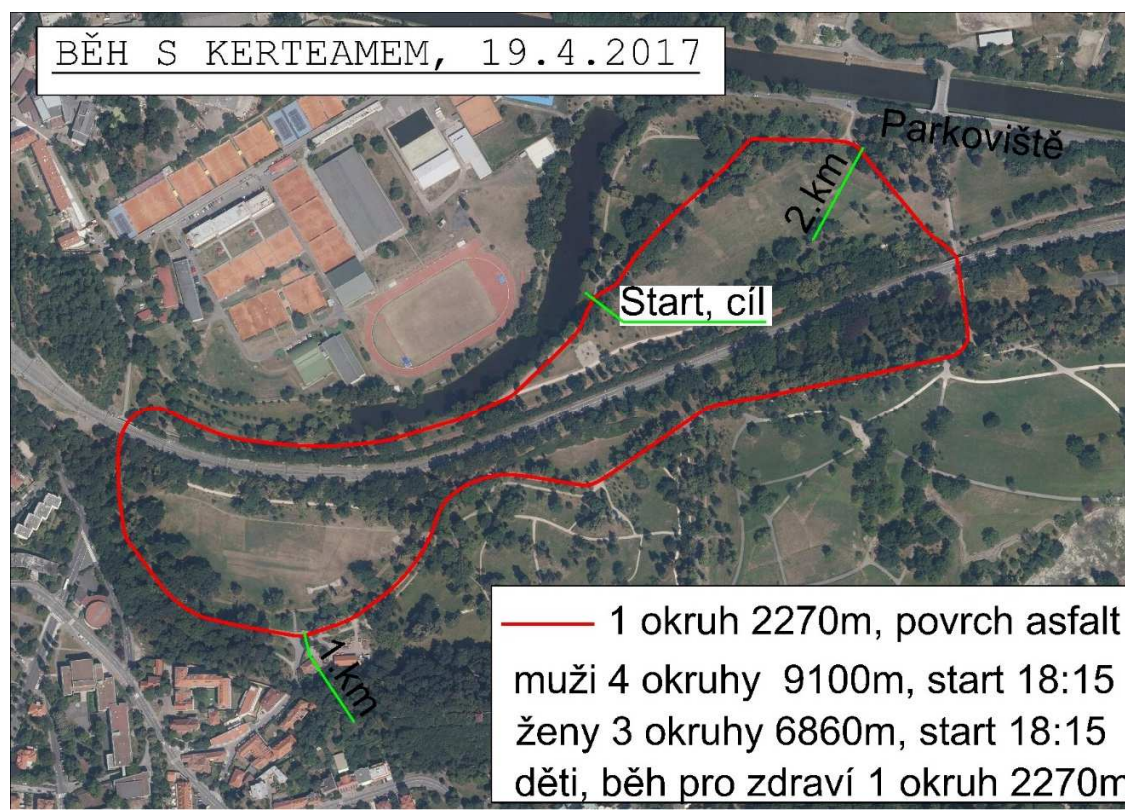 BĚH S KERTEAMEM, 19.4.2017
Parkoviště
2.km
Start, cíl
1 km
1 okruh 2270m, povrch asfalt
muži 4 okruhy 9100m, start 18:15
ženy 3 okruhy 6860m, start 18:15
děti, běh pro zdraví 1 okruh 2270m